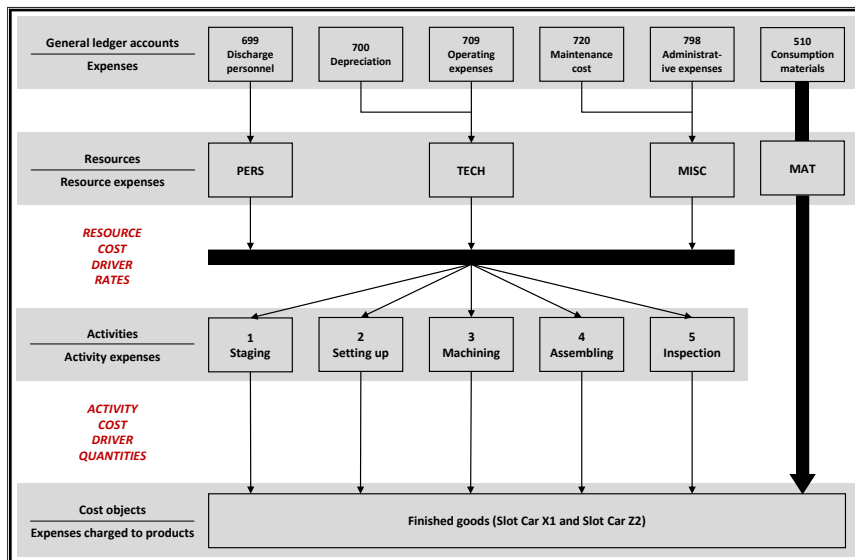 General ledger accounts
Expenses
699
Discharge
personnel
700
Depreciation
709
Operating
expenses
720
Maintenance
cost
798
Administrat-
ive expenses
510
Consumption
materials
Resources
Resource expenses
PERS
TECH
MISC
MAT
RESOURCE
COST
DRIVER
RATES
Activities
Activity expenses
1
Staging
2
Setting up
3
Machining
4
Assembling
5
Inspection
ACTIVITY
COST
DRIVER
QUANTITIES
Cost objects
Expenses charged to products
Finished goods (Slot Car X1 and Slot Car Z2)